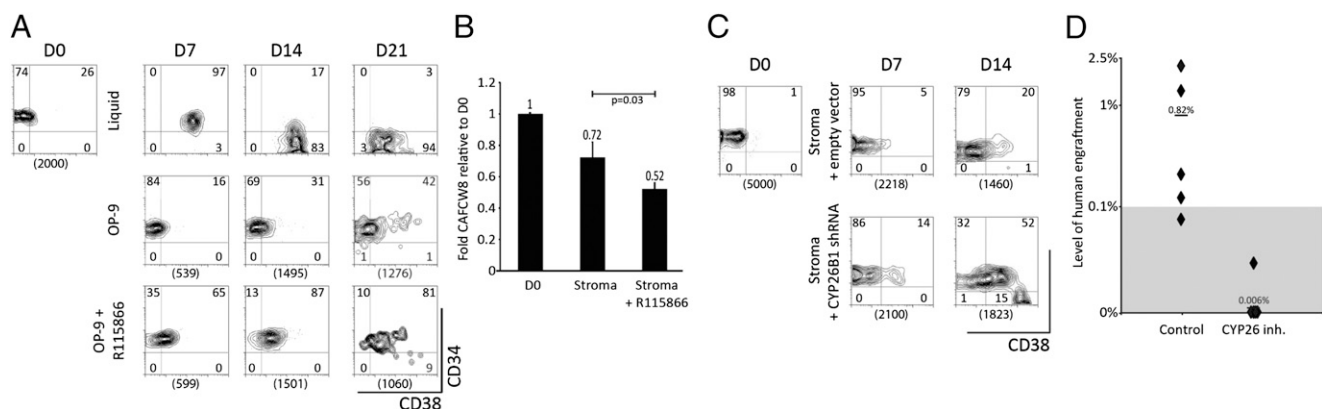 A
D0
D7
D14
D21
74 26
0 0
(2000)
Liquid
0 97
0 3
0 17
0 83
0 3
3 94
OP-9
84 16
0 0
(539)
69 31
0 0
(1495)
56 42
1 1
(1276)
OP-9 +
R115866
35 65
0 0
(599)
13 87
0 0
(1501)
10 81
0 9
(1060)
CD34
CD38
B
Fold CAFCW8 relative to D0
1.2
1
0.8
0.6
0.4
0.2
0
1
0.72
0.52
p=0.03
D0
Stroma
Stroma
+ R115866
C
D0
D7
D14
98 1
0 0
(5000)
Stroma
+ empty vector
95 5
0 0
(2218)
79 20
0 1
(1460)
Stroma
+ CYP26B1 shRNA
86 14
0 0
(2100)
32 52
1 15
(1823)
CD38
D
Level of human engraftment
2.5%
1%
0.1%
0%
0.82%
0.006%
Control
CYP26 inh.